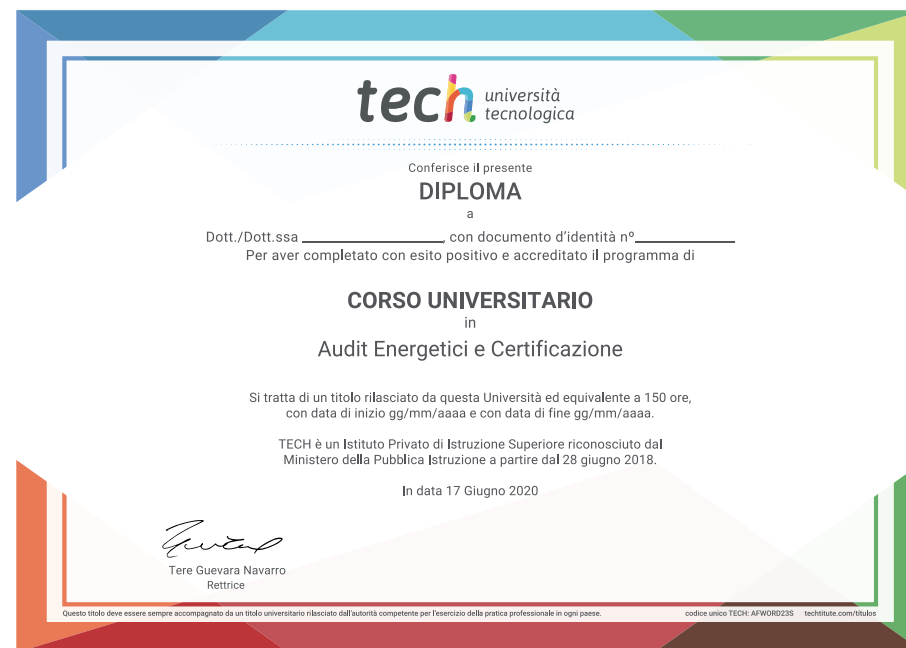 tech università
tecnologica
Conferisce il presente
DIPLOMA
a
Dott./Dott.ssa ____________, con documento d'identità nº____________
Per aver completato con esito positivo e accreditato il programma di
CORSO UNIVERSITARIO
in
Audit Energetici e Certificazione
Si tratta di un titolo rilasciato da questa Università ed equivalente a 150 ore,
con data di inizio gg/mm/aaaa e con data di fine gg/mm/aaaa.
TECH è un Istituto Privato di Istruzione Superiore riconosciuto dal
Ministero della Pubblica Istruzione a partire dal 28 giugno 2018.
In data 17 Giugno 2020
Tere Guevara Navarro
Rettrice
Questo titolo deve essere sempre accompagnato da un titolo universitario rilasciato dall'autorità competente per l'esercizio della pratica professionale in ogni paese. codice unico TECH: AFWORD23S techtitute.com/títulos